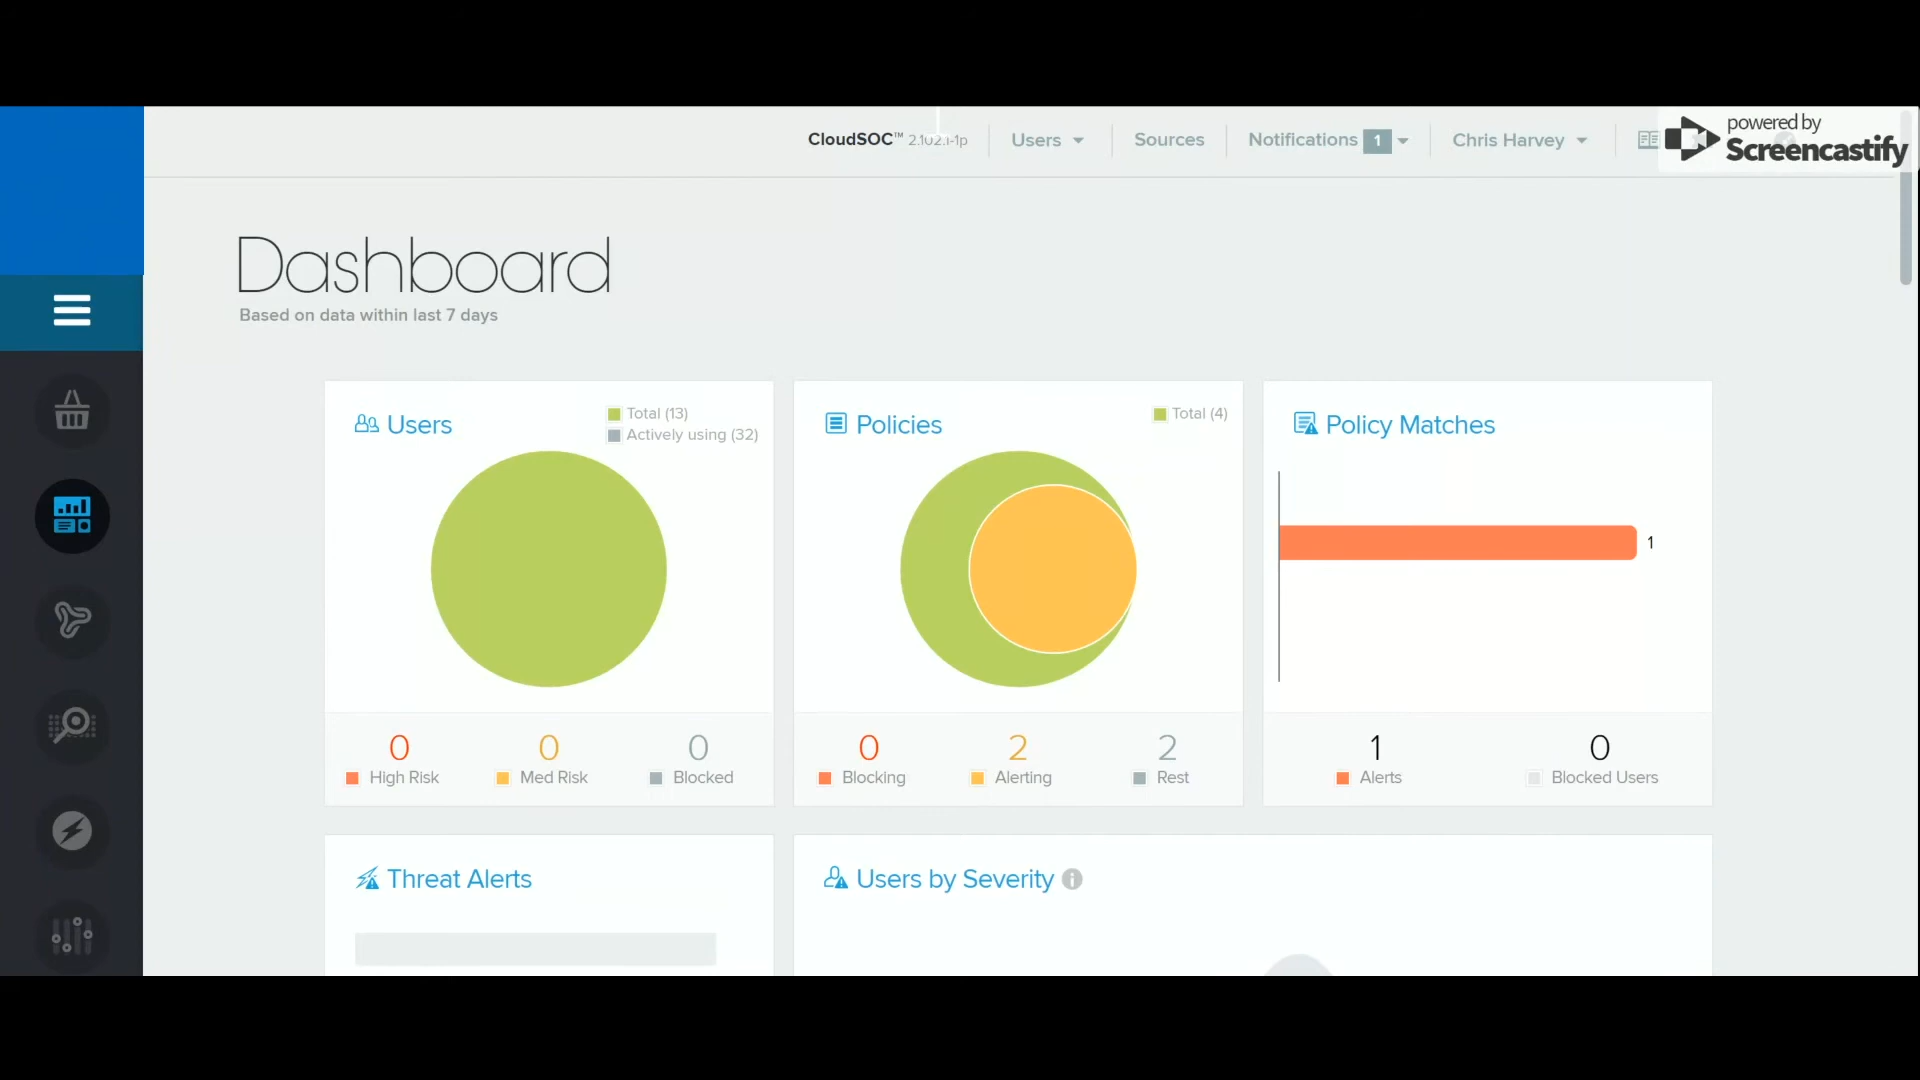 CloudSOC™
Users
Sources
Notifications 1
Chris Harvey
powered by
Screencastify
Dashboard
Based on data within last 7 days
Users
Total (13)
Actively using (32)
0
High Risk
0
Med Risk
0
Blocked
Policies
Total (4)
0
Blocking
2
Alerting
2
Rest
Policy Matches
1
1
Alerts
0
Blocked Users
Threat Alerts
Users by Severity